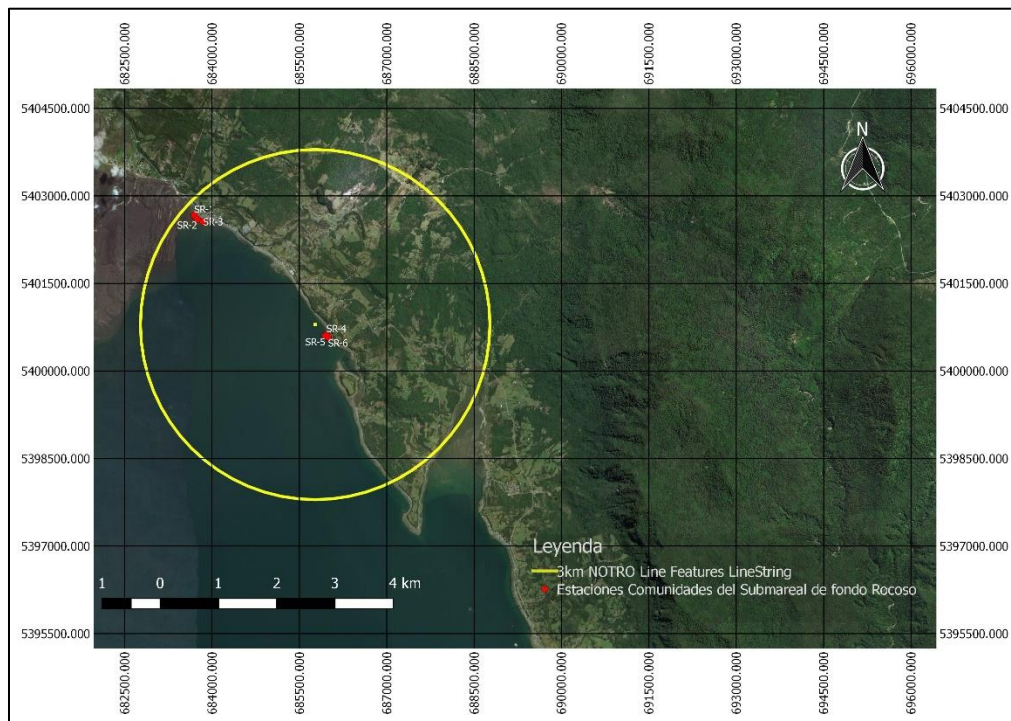 682500.000 684000.000 685500.000 687000.000 688500.000 690000.000 691500.000 693000.000 694500.000 696000.000
5404500.000 5404500.000
N
5403000.000 5403000.000
SR-
SR-2 SR-3
5401500.000 5401500.000
SR-4
SR-5 SR-6
5400000.000 5400000.000
5398500.000 5398500.000
5397000.000 5397000.000
Leyenda
3km NOTRO Line Features LineString
1 0 1 2 3 4 km
Estaciones Comunidades del Submareal de fondo Rocoso
5395500.000 5395500.000
682500.000 684000.000 685500.000 687000.000 688500.000 690000.000 691500.000 693000.000 694500.000 696000.000